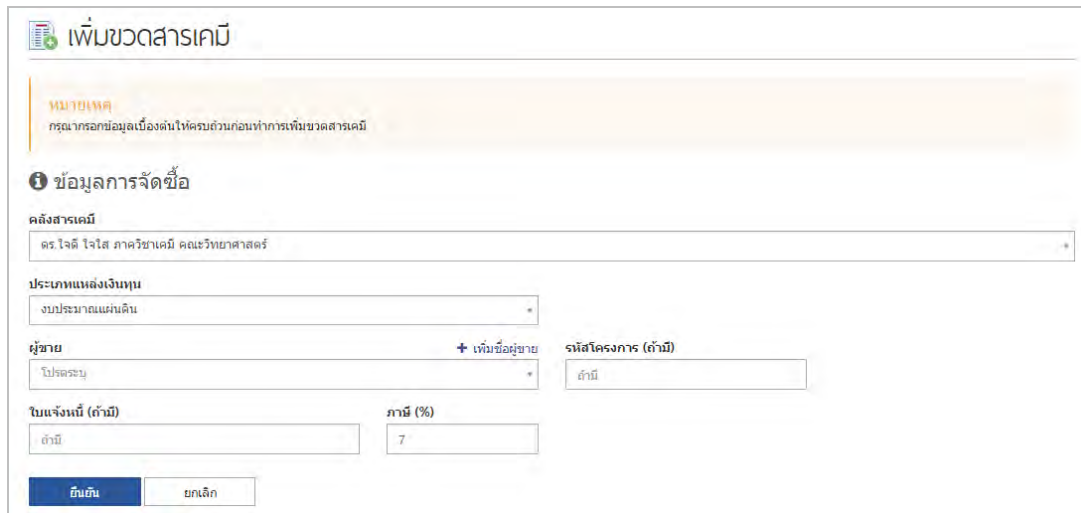 เพิ่มขวดสารเคมี
หมายเหตุ
กรุณากรอกข้อมูลเบื้องต้นให้ครบถ้วนก่อนทำการเพิ่มขวดสารเคมี
ข้อมูลการจัดซื้อ
คลังสารเคมี
ดร.ใจดี ใจใส ภาควิชาเคมี คณะวิทยาศาสตร์
ประเภทแหล่งเงินทุน
งบประมาณแผ่นดิน
ผู้ขาย + เพิ่มชื่อผู้ขาย รหัสโครงการ (ถ้ามี)
โปรดระบุ ถ้ามี
ใบแจ้งหนี้ (ถ้ามี) ภาษี (%)
ถ้ามี 7
ยืนยัน ยกเลิก